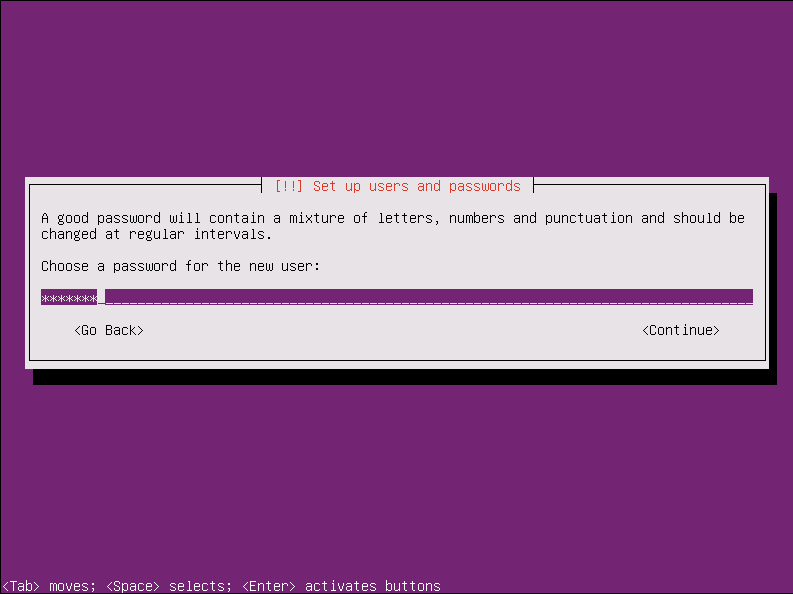 [!!] Set up users and passwords
A good password will contain a mixture of letters, numbers and punctuation and should be
changed at regular intervals.
Choose a password for the new user:
*******
<Go Back> <Continue>
<Tab> moves; <Space> selects; <Enter> activates buttons